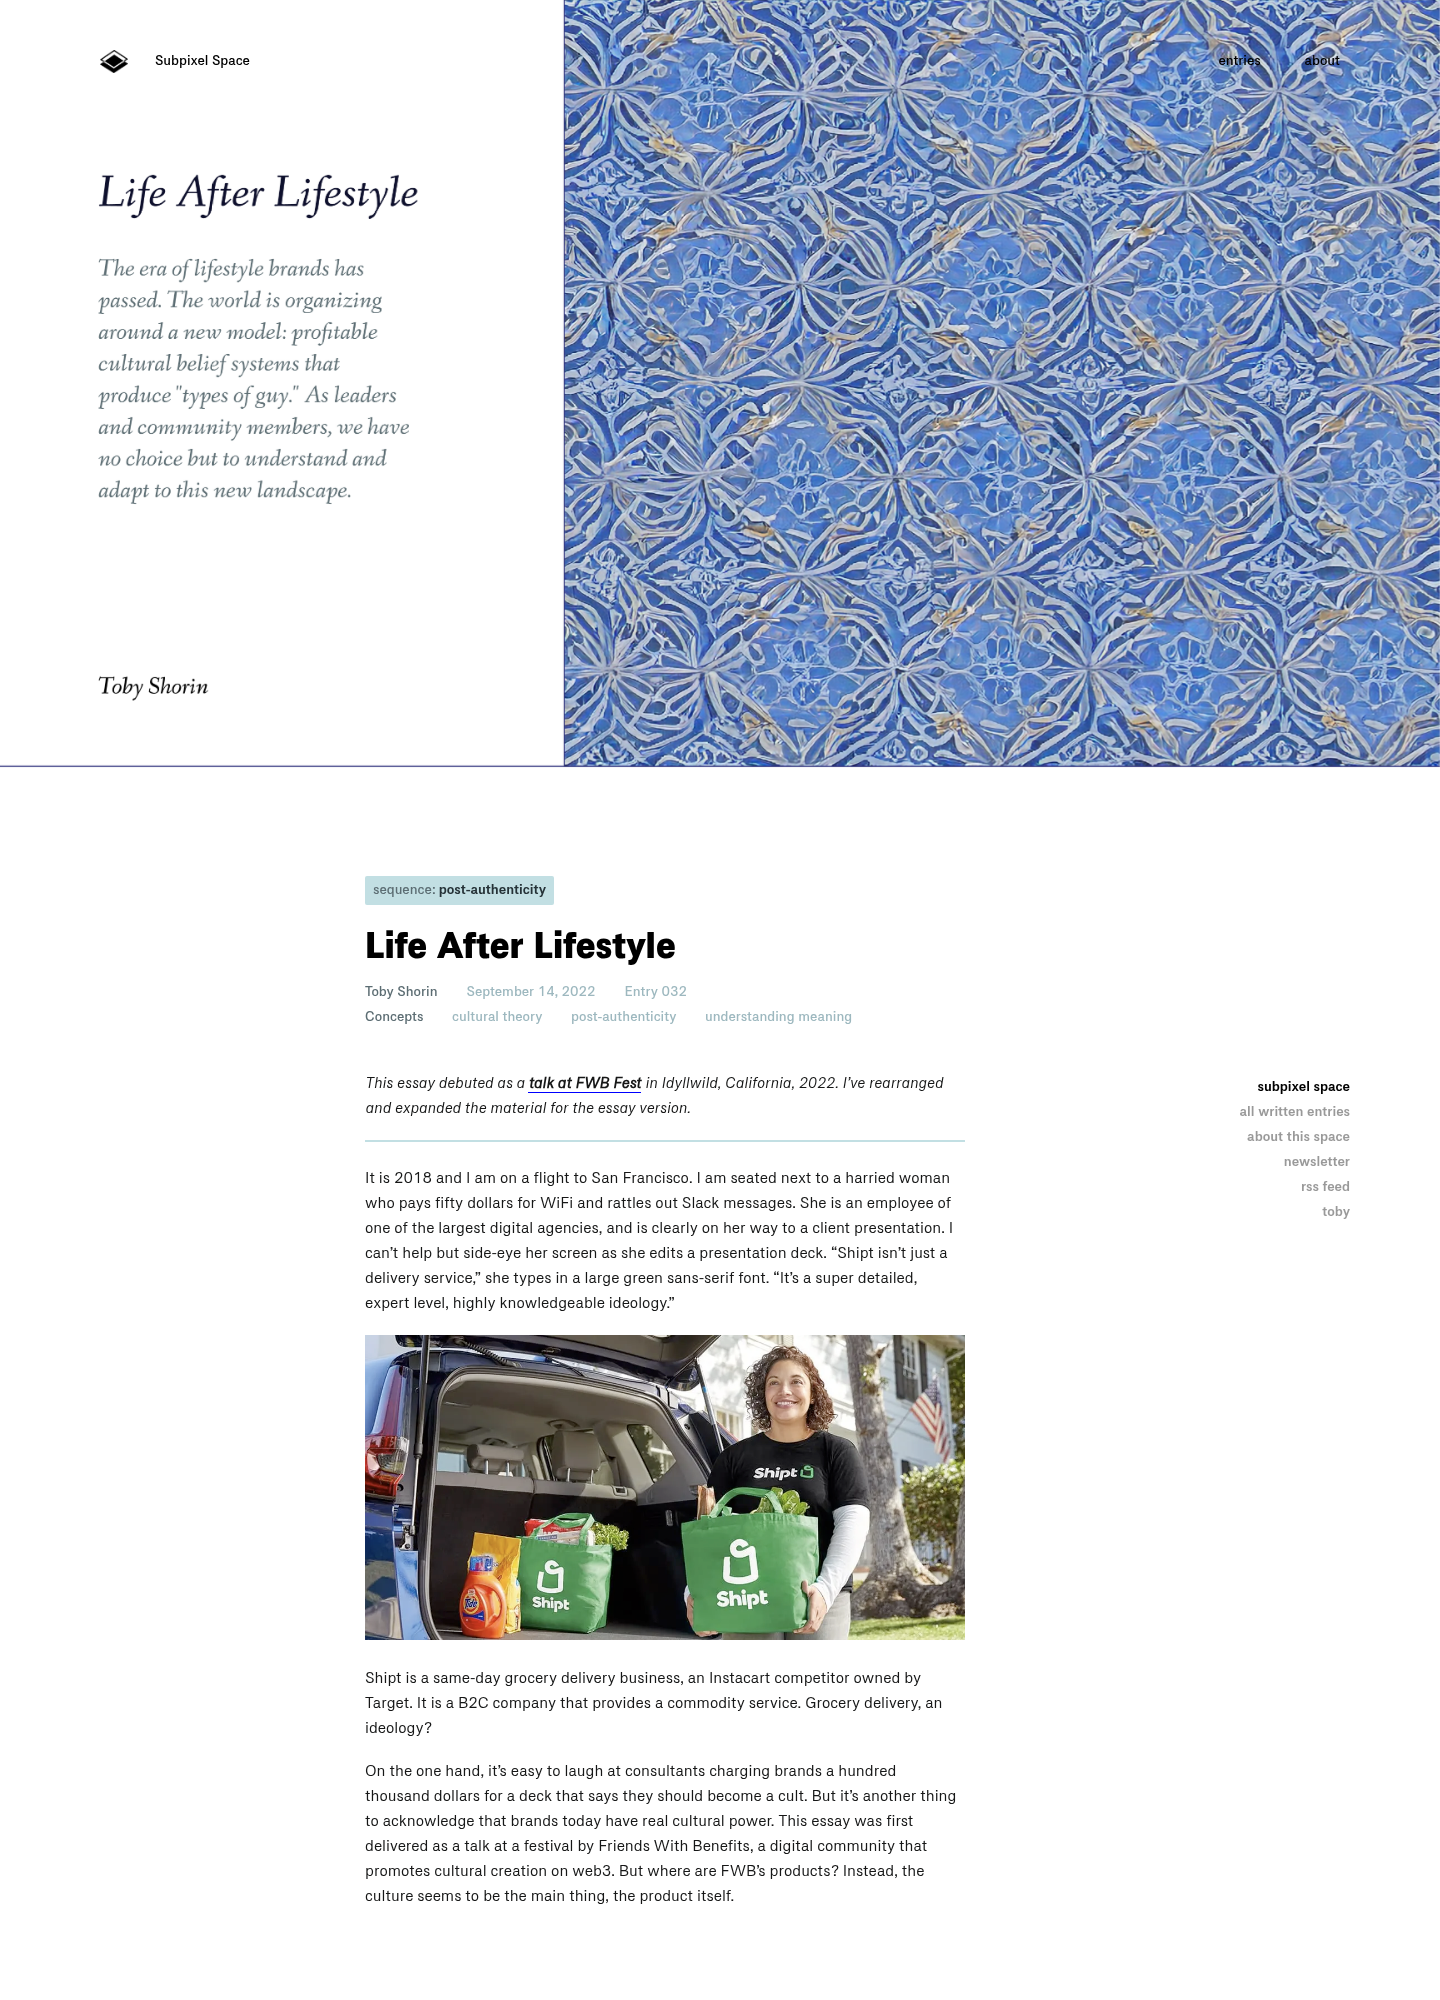 Subpixel Space
entries
about
Life After Lifestyle
The era of lifestyle brands has
passed. The world is organizing
around a new model: profitable
cultural belief systems that
produce "types of guy." As leaders
and community members, we have
no choice but to understand and
adapt to this new landscape.
Toby Shorin
sequence: post-authenticity
Life After Lifestyle
Toby Shorin September 14, 2022 Entry 032
Concepts cultural theory post-authenticity understanding meaning
This essay debuted as a talk at FWB Fest in Idyllwild, California, 2022. I’ve rearranged
and expanded the material for the essay version.
subpixel space
all written entries
about this space
newsletter
rss feed
toby
It is 2018 and I am on a flight to San Francisco. I am seated next to a harried woman
who pays fifty dollars for WiFi and rattles out Slack messages. She is an employee of
one of the largest digital agencies, and is clearly on her way to a client presentation. I
can’t help but side-eye her screen as she edits a presentation deck. “Shipt isn’t just a
delivery service,” she types in a large green sans-serif font. “It’s a super detailed,
expert level, highly knowledgeable ideology.”
Shipt
Shipt
Shipt
Tide
Shipt is a same-day grocery delivery business, an Instacart competitor owned by
Target. It is a B2C company that provides a commodity service. Grocery delivery, an
ideology?
On the one hand, it’s easy to laugh at consultants charging brands a hundred
thousand dollars for a deck that says they should become a cult. But it’s another thing
to acknowledge that brands today have real cultural power. This essay was first
delivered as a talk at a festival by Friends With Benefits, a digital community that
promotes cultural creation on web3. But where are FWB’s products? Instead, the
culture seems to be the main thing, the product itself.